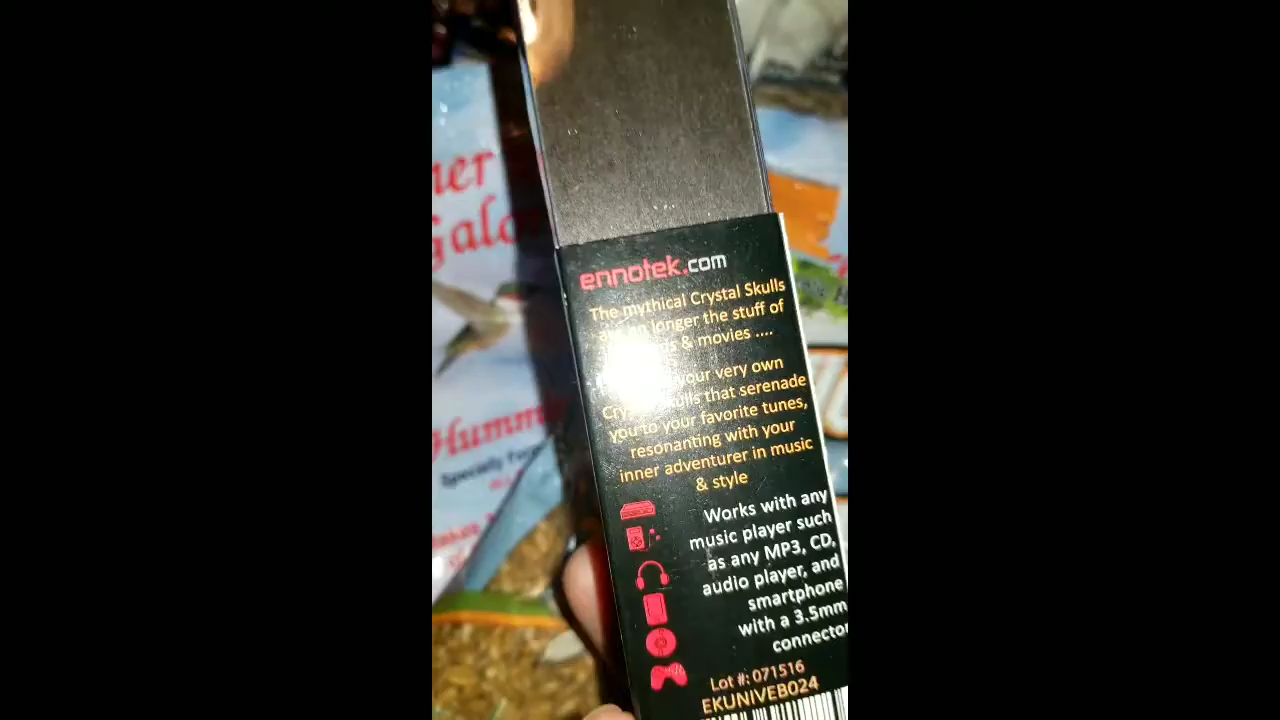 ennotek.com
The mythical Crystal Skulls
longer the stuff of
& movies ....
your very own
that serenade
you to your favorite tunes,
resonanting with your
inner adventurer in music
& style
Works with any
music player such
as any MP3, CD,
audio player, and
smartphone
with a 3.5mm
connector
Lot #: 071516
EKUNIVEB024
Specialty